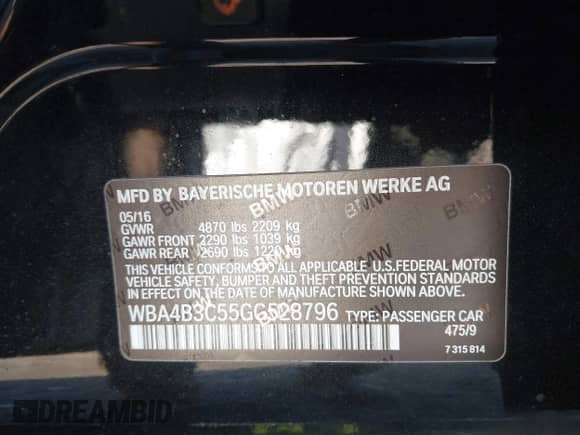 MFD BY BAYERISCHE MOTOREN WERKE AG
05/16
GVWR 4870 lbs 2209 kg
GAWR FRONT 2290 lbs 1039 kg
GAWR REAR 2690 lbs 1220 kg
THIS VEHICLE CONFORMS TO ALL APPLICABLE U.S.FEDERAL MOTOR
VEHICLE SAFETY, BUMPER AND THEFT PREVENTION STANDARDS
IN EFFECT ON THE DATE OF MANUFACTURE SHOWN ABOVE.
WBA4B3C55GG528796 TYPE: PASSENGER CAR
475/9
7 315 814
DREAMBID